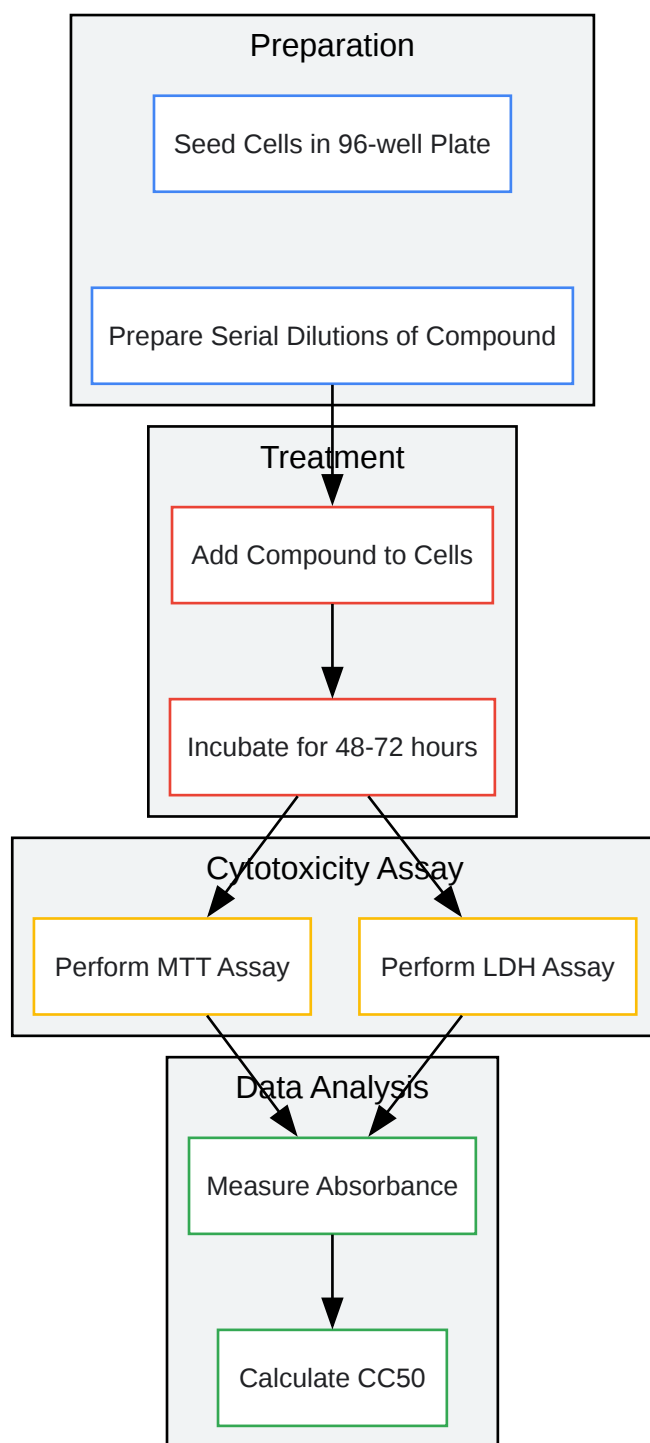 Preparation
Seed Cells in 96-well Plate
Prepare Serial Dilutions of Compound
Treatment
Add Compound to Cells
Incubate for 48-72 hours
Cytotoxicity Assay
Perform MTT Assay
Perform LDH Assay
Data Analysis
Measure Absorbance
Calculate CC50